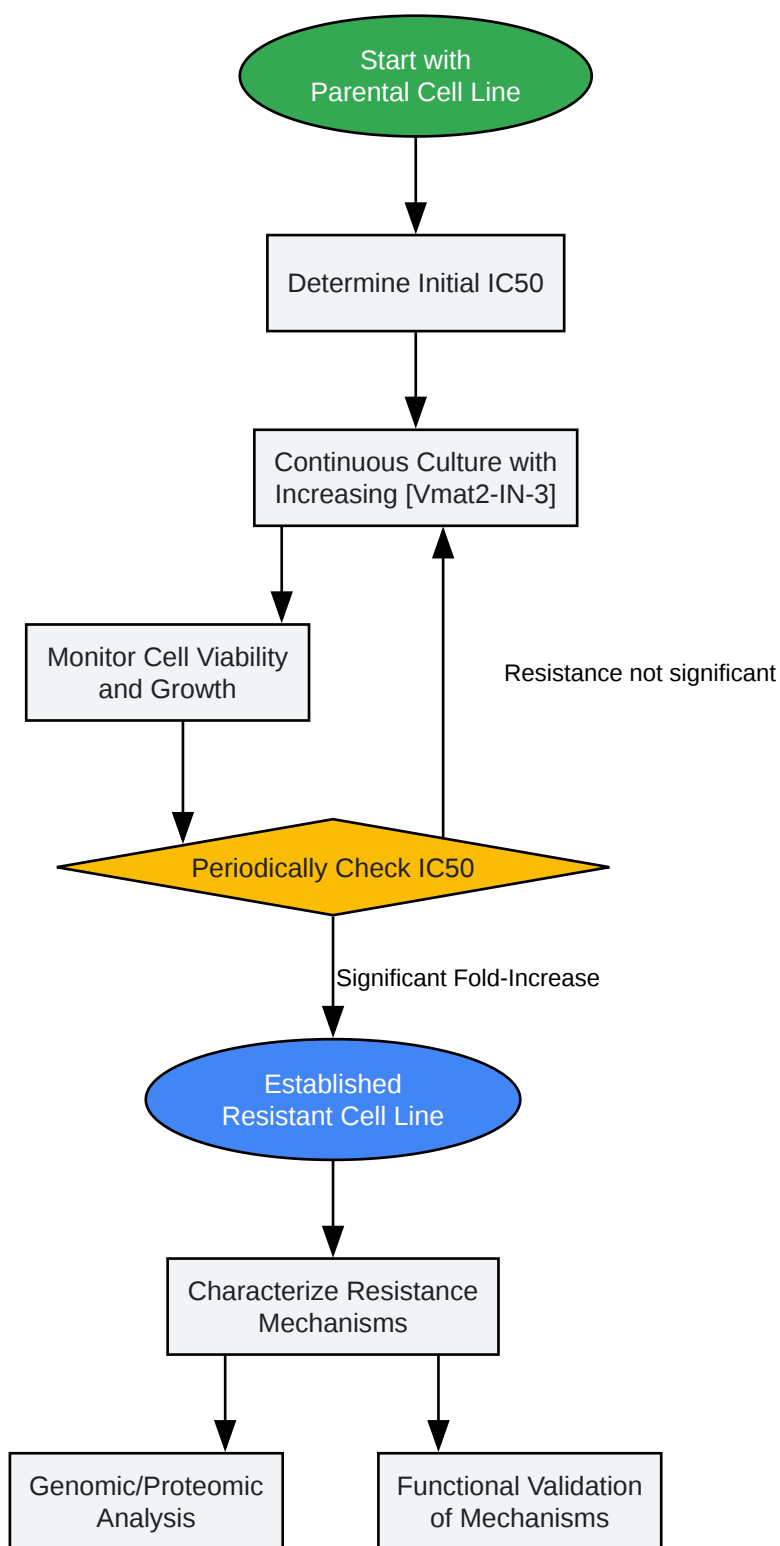 Start with
Parental Cell Line
Determine Initial IC50
Continuous Culture with
Increasing [Vmat2-IN-3]
Monitor Cell Viability
and Growth
Resistance not significant
Periodically Check IC50
Significant Fold-Increase
Established
Resistant Cell Line
Characterize Resistance
Mechanisms
Genomic/Proteomic
Analysis
Functional Validation
of Mechanisms